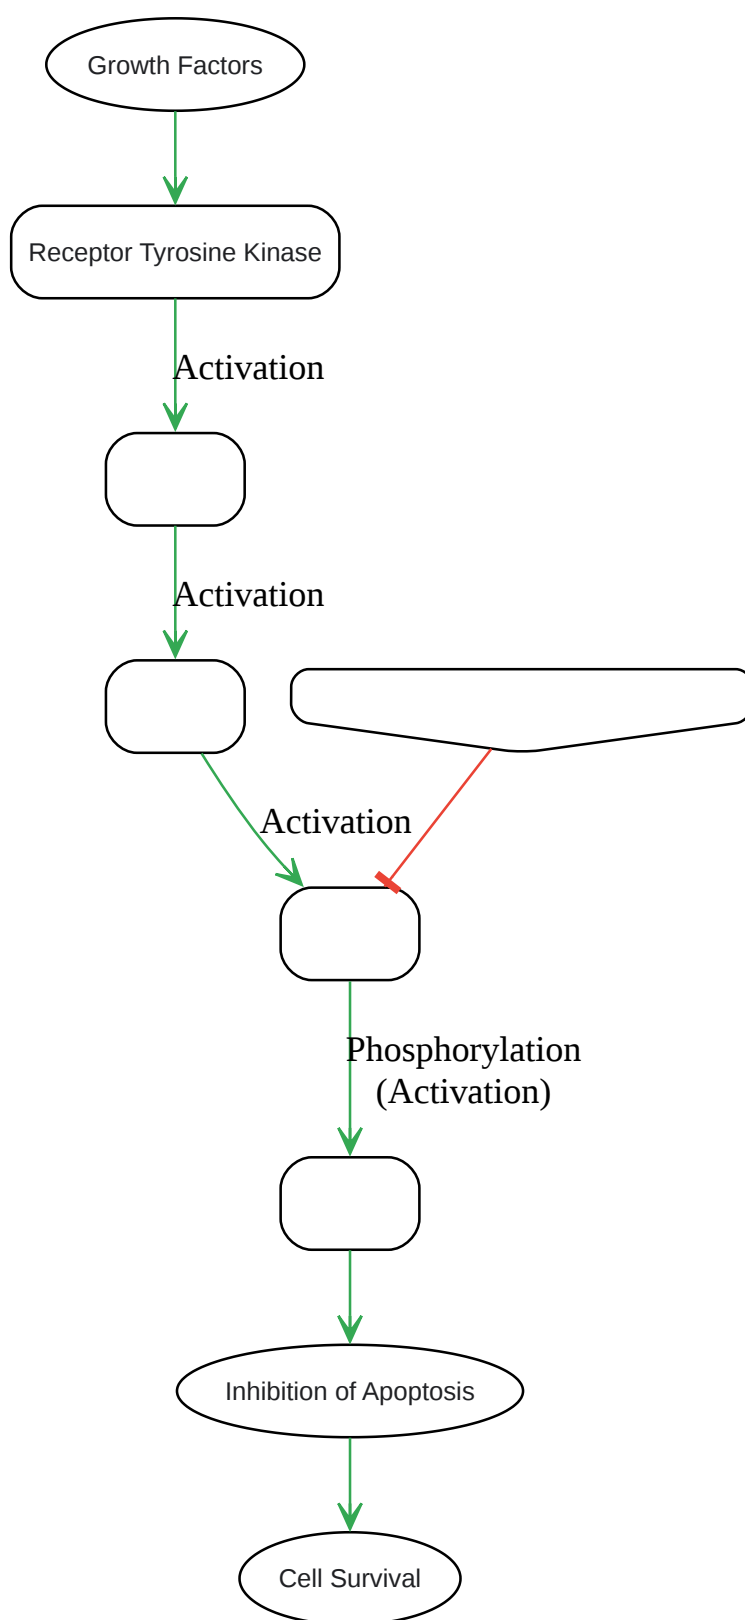 Growth Factors
Receptor Tyrosine Kinase
Activation
Activation
Activation
Phosphorylation
(Activation)
Inhibition of Apoptosis
Cell Survival